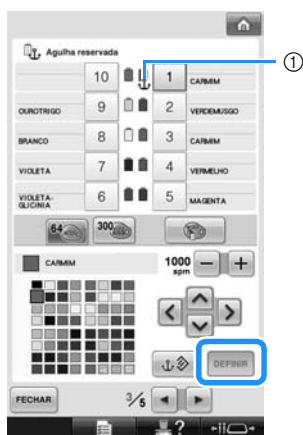 Agulha reservada
①
10 1 CARMIM
OUROTRIGO 9 2 VERDEMUSGO
BRANCO 8 3 CARMIM
VIOLETA 7 4 VERMELHO
VIOLETA-GLICINIA 6 5 MAGENTA
64 300
CARMIM 1000 spm − +
DEFINIR
FECHAR 3/5
?